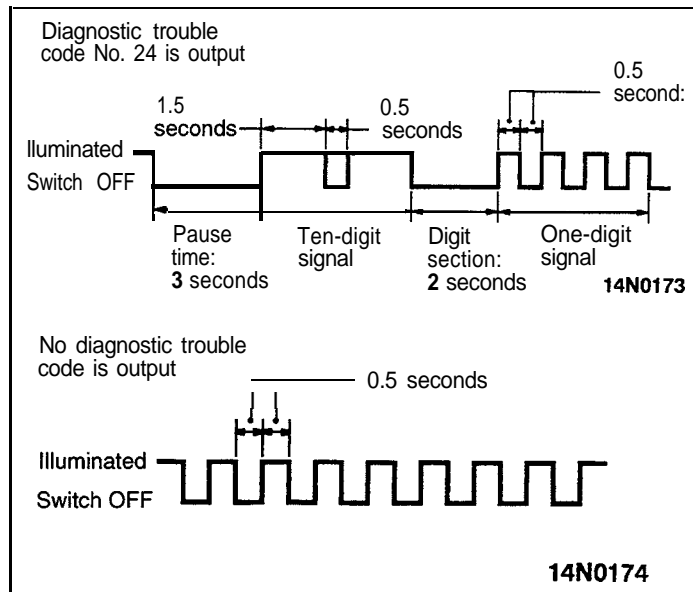 Diagnostic trouble
code No. 24 is output
0.5
second:
1.5
seconds
0.5
seconds
Iluminated
Switch OFF
Pause
time:
3 seconds
Ten-digit
signal
Digit
section:
2 seconds
One-digit
signal
14N0173
No diagnostic trouble
code is output
0.5 seconds
Illuminated
Switch OFF
14N0174